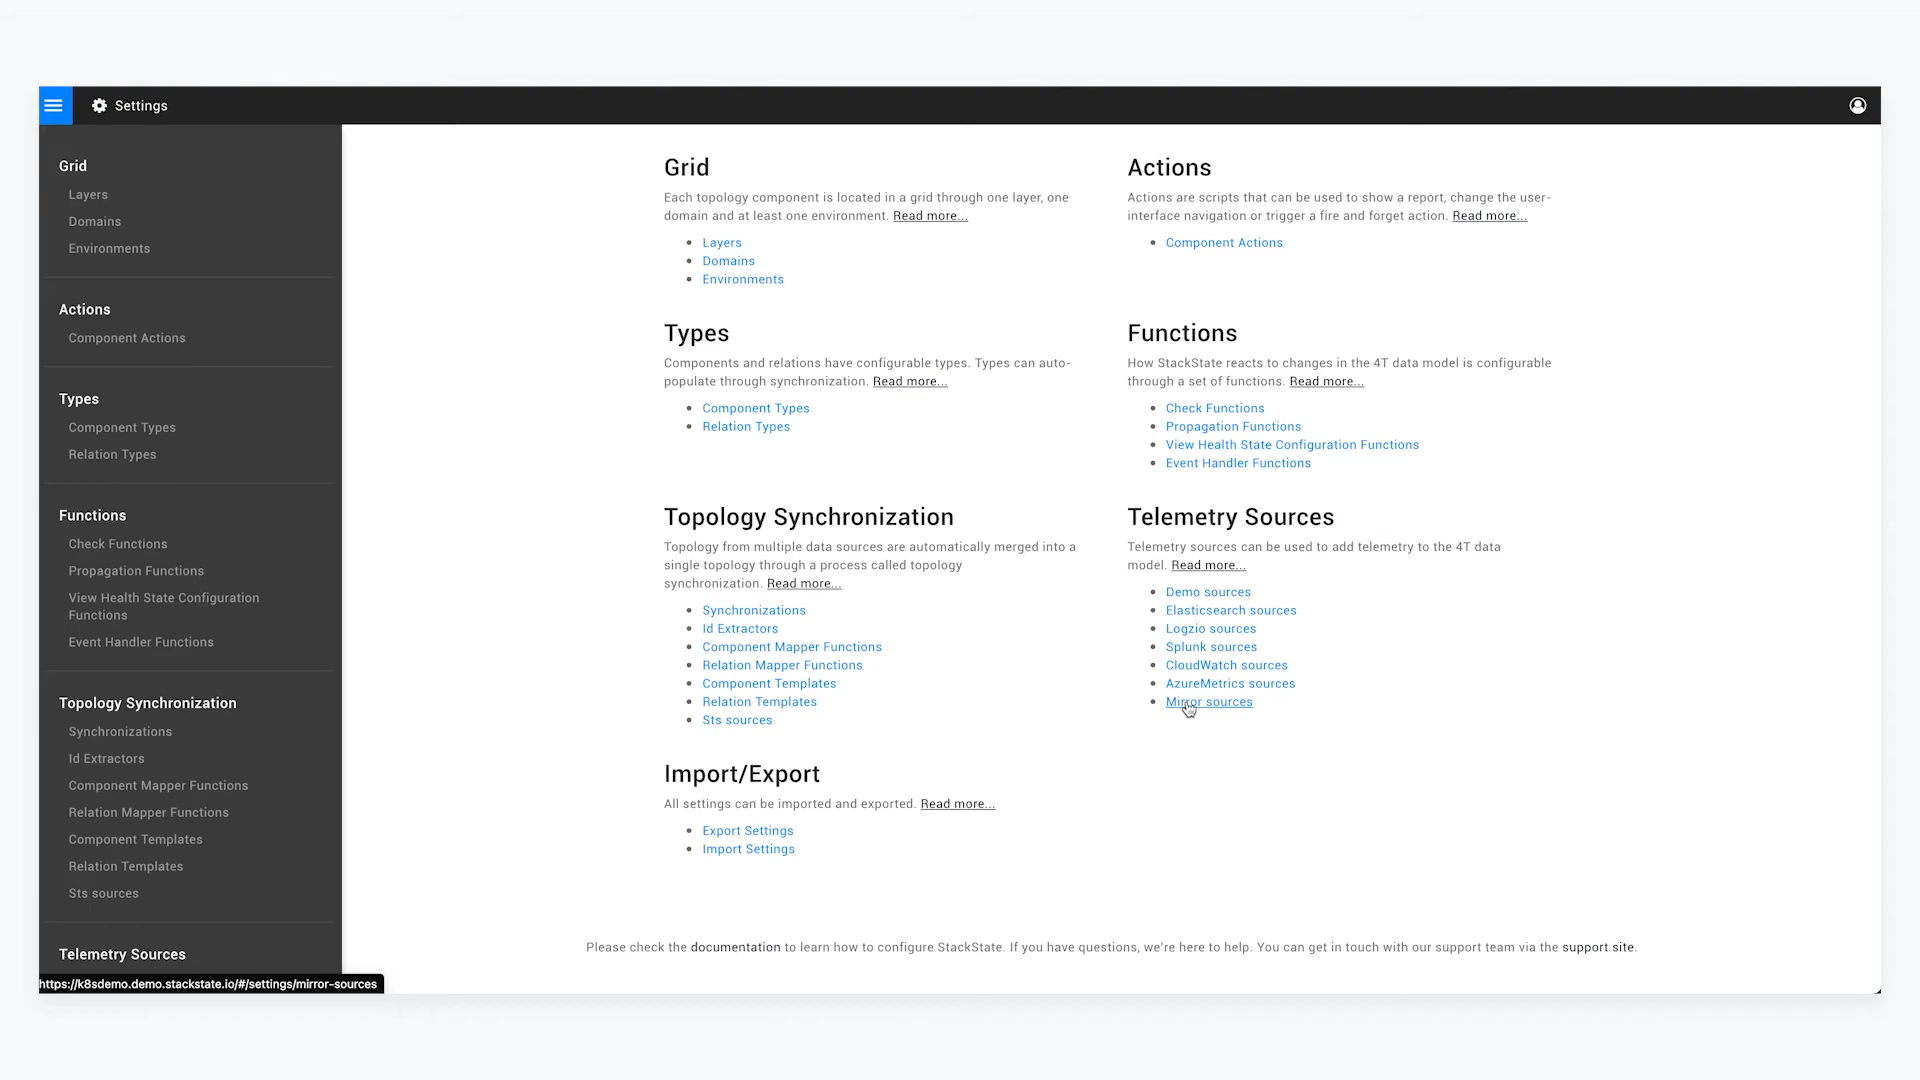 Settings
Grid
Layers
Domains
Environments
Actions
Component Actions
Types
Component Types
Relation Types
Functions
Check Functions
Propagation Functions
View Health State Configuration
Functions
Event Handler Functions
Topology Synchronization
Synchronizations
Id Extractors
Component Mapper Functions
Relation Mapper Functions
Component Templates
Relation Templates
Sts sources
Telemetry Sources
https://k8sdemo.demo.stackstate.io/#/settings/mirror-sources
Grid
Each topology component is located in a grid through one layer, one
domain and at least one environment. Read more...
Layers
Domains
Environments
Actions
Actions are scripts that can be used to show a report, change the user-
interface navigation or trigger a fire and forget action. Read more...
Component Actions
Types
Components and relations have configurable types. Types can auto-
populate through synchronization. Read more...
Component Types
Relation Types
Functions
How StackState reacts to changes in the 4T data model is configurable
through a set of functions. Read more...
Check Functions
Propagation Functions
View Health State Configuration Functions
Event Handler Functions
Topology Synchronization
Topology from multiple data sources are automatically merged into a
single topology through a process called topology
synchronization. Read more...
Synchronizations
Id Extractors
Component Mapper Functions
Relation Mapper Functions
Component Templates
Relation Templates
Sts sources
Telemetry Sources
Telemetry sources can be used to add telemetry to the 4T data
model. Read more...
Demo sources
Elasticsearch sources
Logzio sources
Splunk sources
CloudWatch sources
AzureMetrics sources
Mirror sources
Import/Export
All settings can be imported and exported. Read more...
Export Settings
Import Settings
Please check the documentation to learn how to configure StackState. If you have questions, we're here to help. You can get in touch with our support team via the support site.